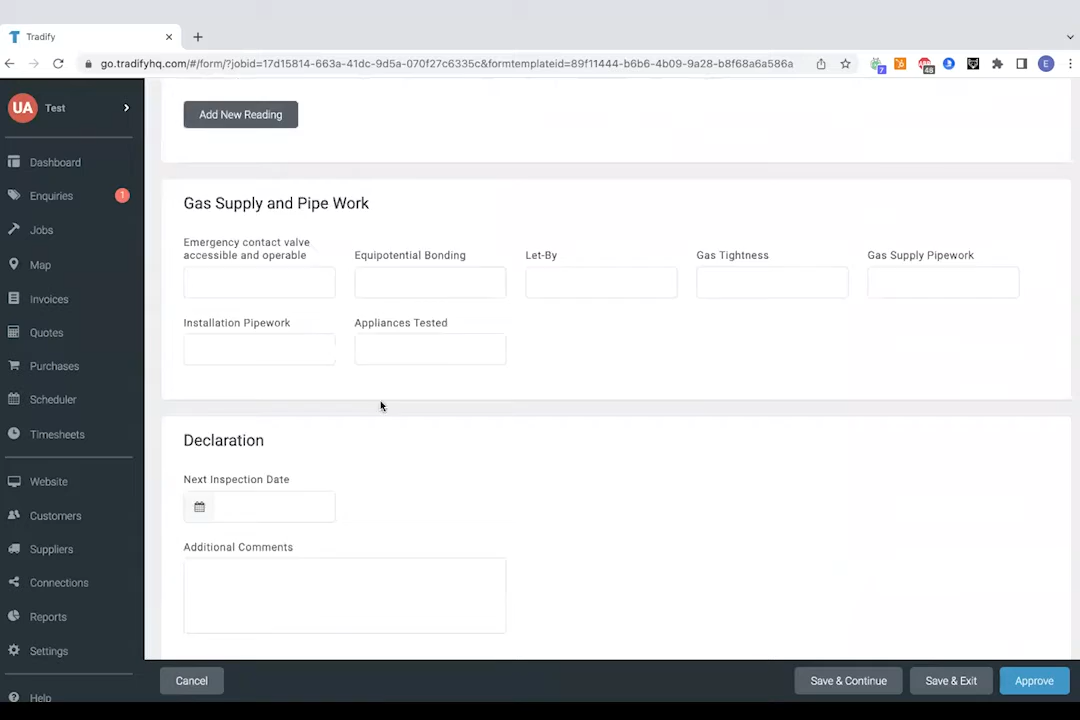 Tradify
go.tradifyhq.com/#/form/?jobid=17d15814-663a-41dc-9d5a-070f27c6335c&formtemplateid=89f11444-b6b6-4b09-9a28-b8f68a6a586a
7
48
E
UA
Test
Add New Reading
Dashboard
Enquiries
1
Jobs
Map
Invoices
Quotes
Purchases
Scheduler
Timesheets
Website
Customers
Suppliers
Connections
Reports
Settings
Help
Gas Supply and Pipe Work
Emergency contact valve
accessible and operable
Equipotential Bonding
Let-By
Gas Tightness
Gas Supply Pipework
Installation Pipework
Appliances Tested
Declaration
Next Inspection Date
Additional Comments
Cancel
Save & Continue
Save & Exit
Approve